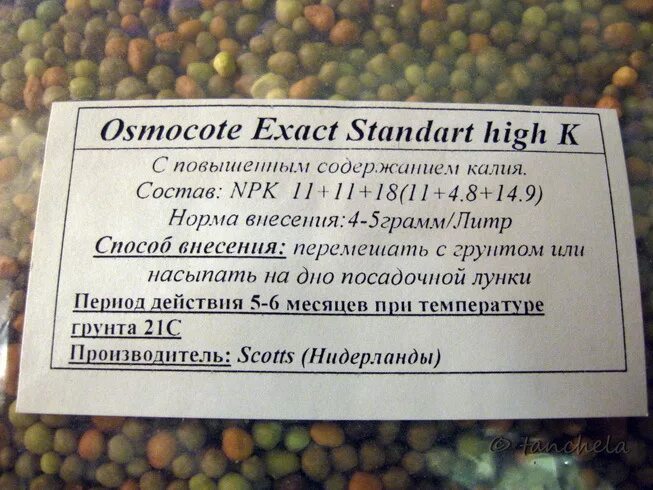 Osmocote Exact Standart high K
С повышенным содержанием калия.
Состав: NPK 11+11+18(11+4.8+14.9)
Норма внесения:4-5грамм/Литр
Способ внесения: перемешать с грунтом или
насыпать на дно посадочной лунки
Период действия 5-6 месяцев при температуре
грунта 21С
Производитель: Scotts (Нидерланды)
© tanchela